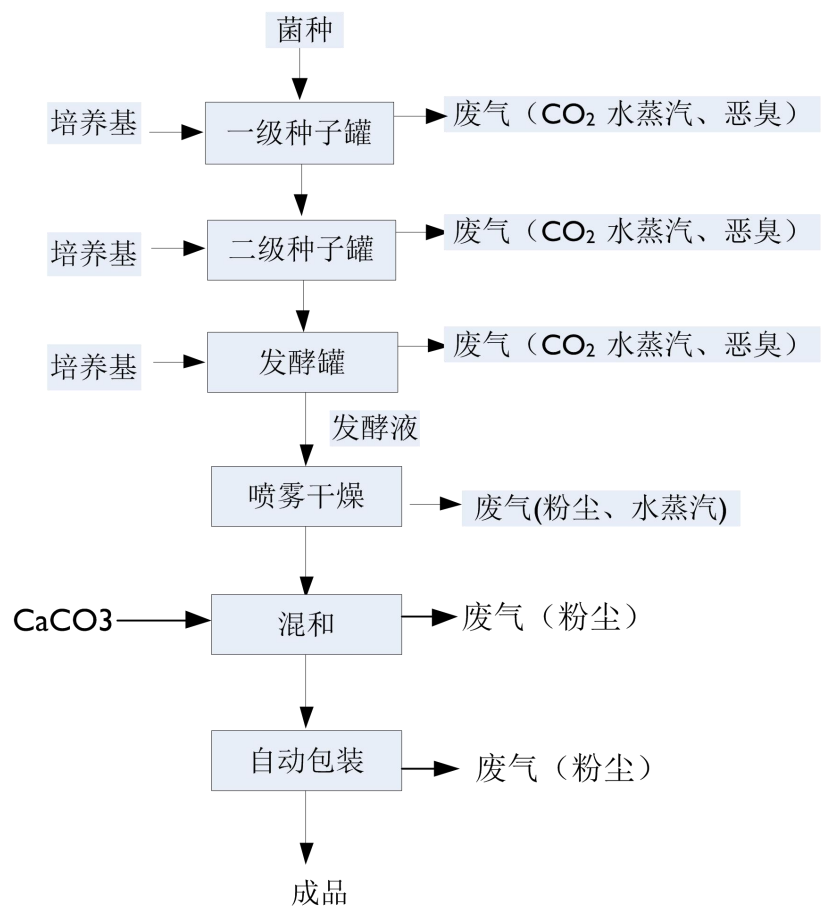 菌种
培养基
一级种子罐
废气（CO₂ 水蒸汽、恶臭）
培养基
二级种子罐
废气（CO₂ 水蒸汽、恶臭）
培养基
发酵罐
废气（CO₂ 水蒸汽、恶臭）
发酵液
喷雾干燥
废气(粉尘、水蒸汽)
CaCO3
混和
废气（粉尘）
自动包装
废气（粉尘）
成品